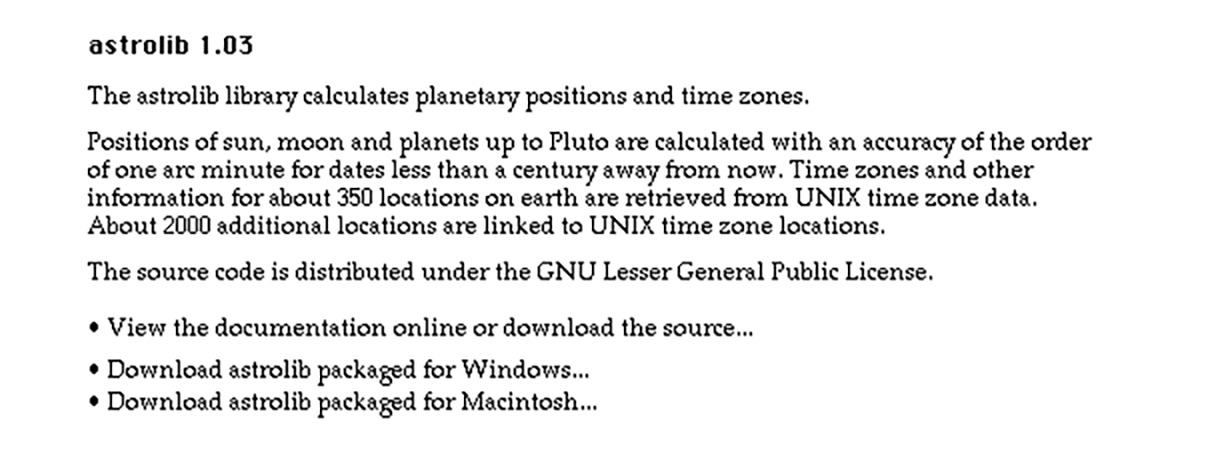 astrolib 1.03
The astrolib library calculates planetary positions and time zones.
Positions of sun, moon and planets up to Pluto are calculated with an accuracy of the order
of one arc minute for dates less than a century away from now. Time zones and other
information for about 350 locations on earth are retrieved from UNIX time zone data.
About 2000 additional locations are linked to UNIX time zone locations.
The source code is distributed under the GNU Lesser General Public License.
• View the documentation online or download the source...
• Download astrolib packaged for Windows...
• Download astrolib packaged for Macintosh...